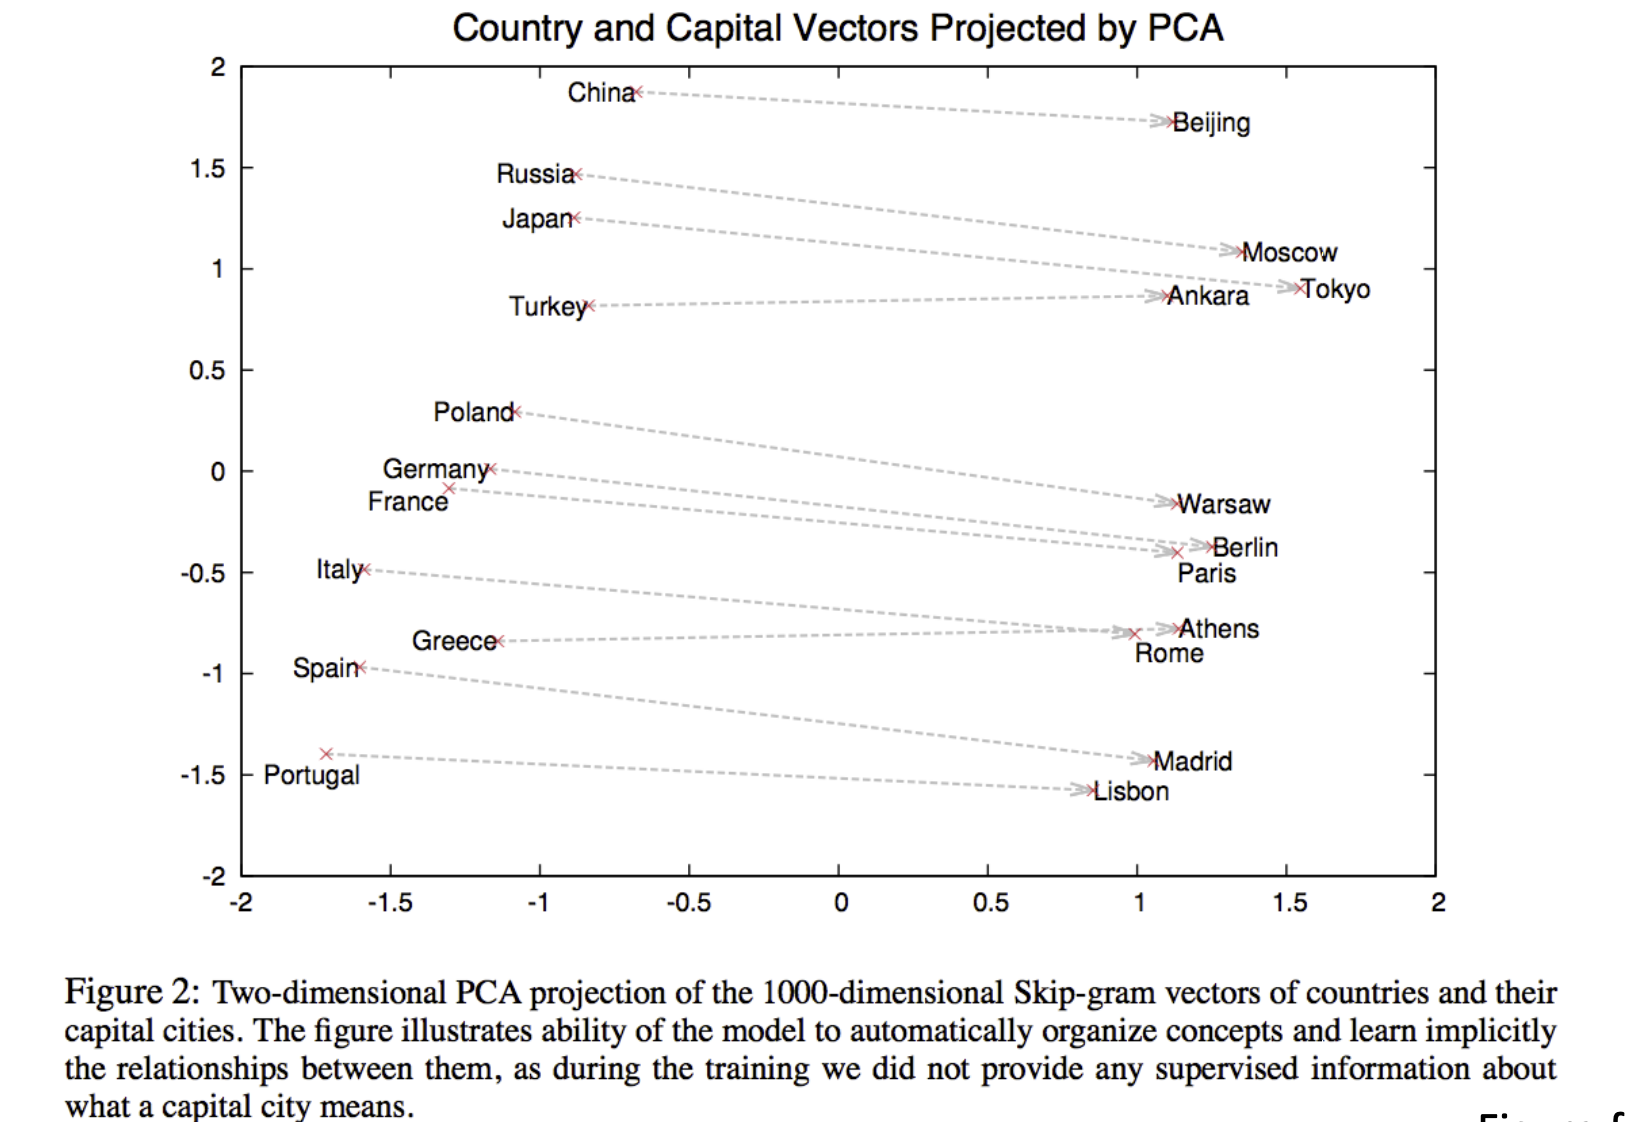 Country and Capital Vectors Projected by PCA
2
China
Beijing
1.5
Russia
Japan
Moscow
1
Tokyo
Ankara
Turkey
0.5
Poland
0
Germany
France
Warsaw
Berlin
-0.5
Italy
Paris
Athens
Greece
Rome
-1
Spain
Madrid
-1.5
Portugal
Lisbon
-2
-2 -1.5 -1 -0.5 0 0.5 1 1.5 2
Figure 2: Two-dimensional PCA projection of the 1000-dimensional Skip-gram vectors of countries and their
capital cities. The figure illustrates ability of the model to automatically organize concepts and learn implicitly
the relationships between them, as during the training we did not provide any supervised information about
what a capital city means.